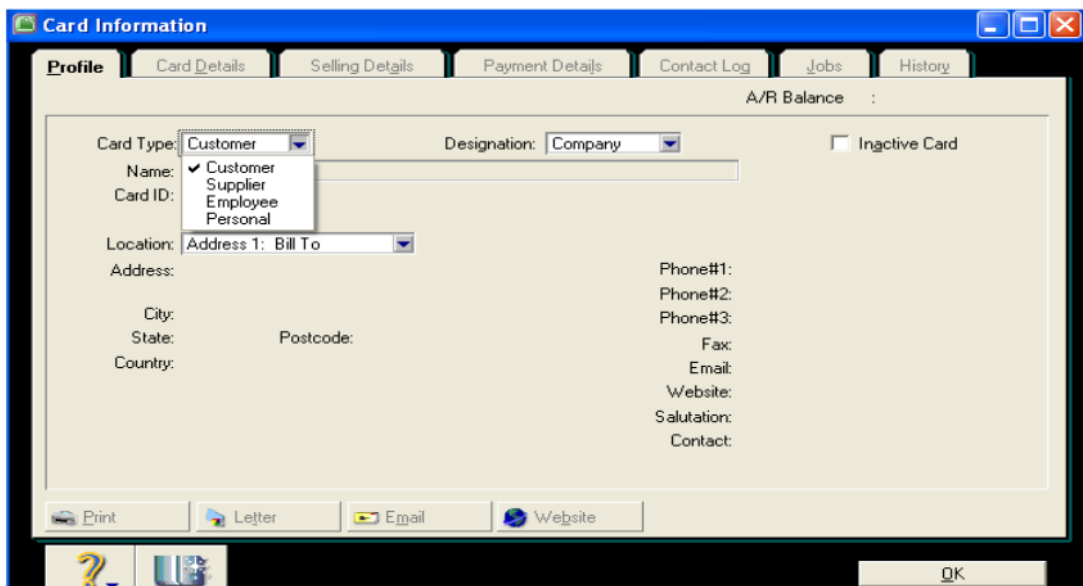 Card Information
Profile Card Details Selling Details Payment Details Contact Log Jobs History
A/R Balance :
Card Type: Customer Designation: Company Inactive Card
Name: Customer
Supplier
Card ID: Employee
Personal
Location: Address 1: Bill To
Address: Phone#1:
Phone#2:
City: Phone#3:
State: Postcode: Fax:
Country: Email:
Website:
Salutation:
Contact:
Print Letter Email Website
OK